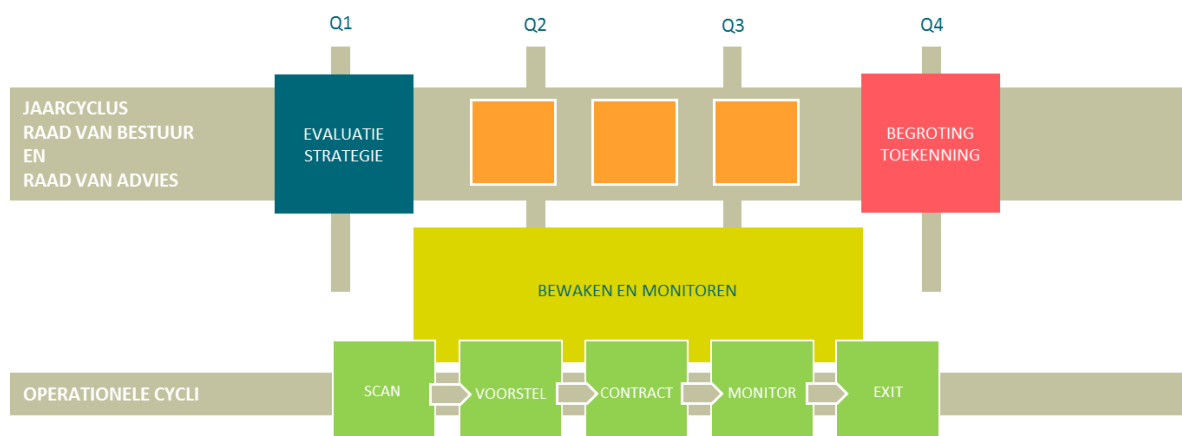 Q1
Q2
Q3
Q4
JAARCYCLUS
RAAD VAN BESTUUR
EN
RAAD VAN ADVIES
EVALUATIE
STRATEGIE
BEGROTING
TOEKENNING
BEWAKEN EN MONITOREN
OPERATIONELE CYCLI
SCAN
VOORSTEL
CONTRACT
MONITOR
EXIT